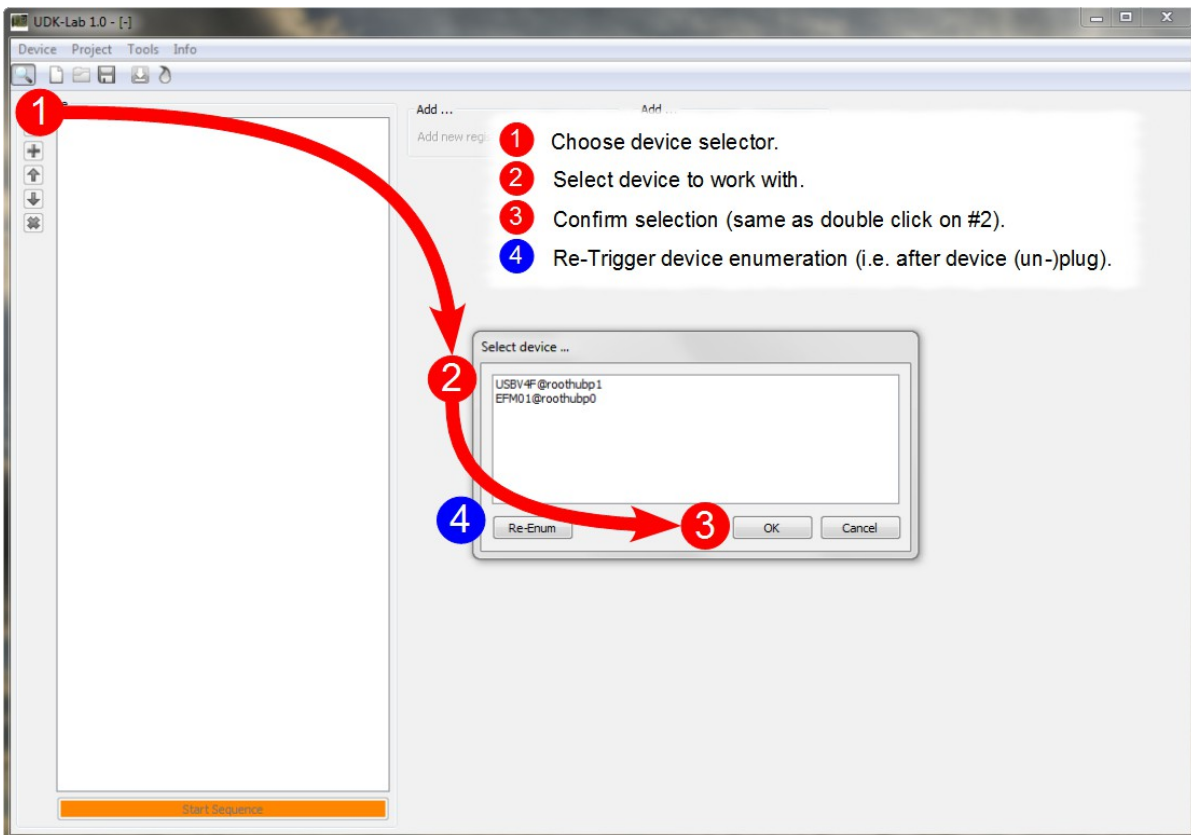 UDK-Lab 1.0 - [-]
Device Project Tools Info
1
Add ...
Add ...
Add new regi
1 Choose device selector.
2 Select device to work with.
3 Confirm selection (same as double click on #2).
4 Re-Trigger device enumeration (i.e. after device (un-)plug).
Select device ...
2
USBV4F@roothubp1
EFM01@roothubp0
4
Re-Enum
3
OK
Cancel
Start Sequence